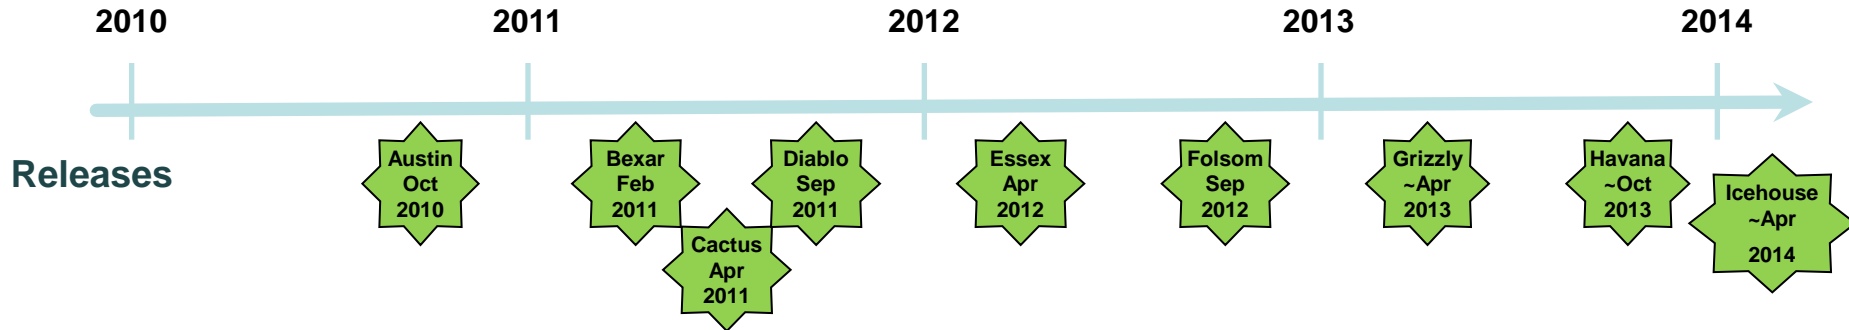 2010
2011
2012
2013
2014
Releases
Austin
Oct
2010
Bexar
Feb
2011
Cactus
Apr
2011
Diablo
Sep
2011
Essex
Apr
2012
Folsom
Sep
2012
Grizzly
~Apr
2013
Havana
~Oct
2013
Icehouse
~Apr
2014